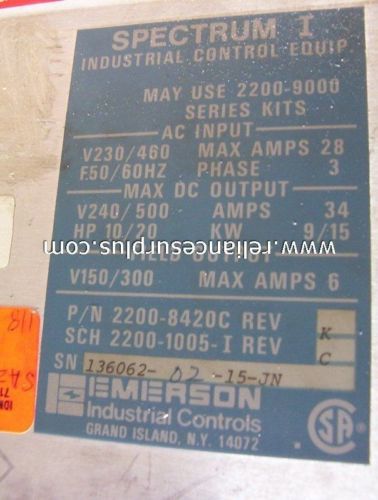 SPECTRUM I
INDUSTRIAL CONTROL EQUIP.
MAY USE 2200-9000
SERIES KITS
AC INPUT
V230/460 MAX AMPS 28
F.50/60HZ PHASE 3
MAX DC OUTPUT
V240/500 AMPS 34
HP 10/20 KW 9/15
www.reliancesurplus.com
V150/300 MAX AMPS 6
P/N 2200-8420C REV K
SCH 2200-1005-I REV C
SN 136062-02-15-JN
EMERSON
Industrial Controls
GRAND ISLAND, N.Y. 14072
SA
118